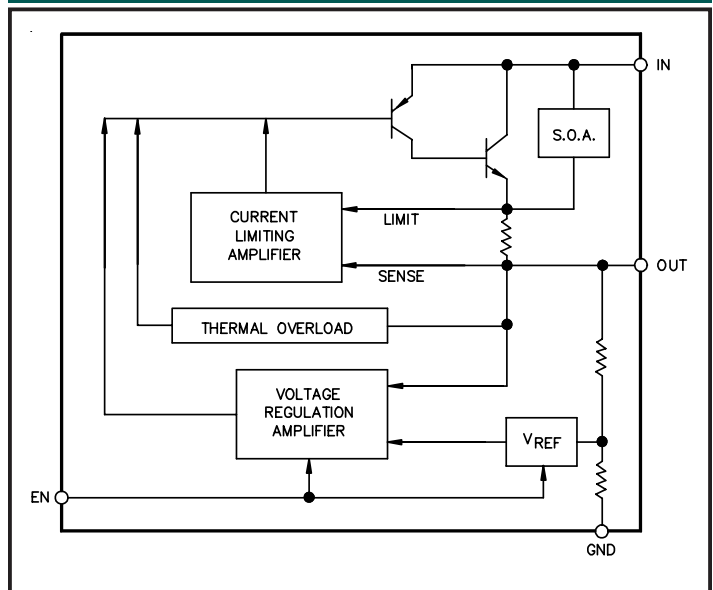 IN
S.O.A.
CURRENT
LIMITING
AMPLIFIER
LIMIT
SENSE
OUT
THERMAL OVERLOAD
VOLTAGE
REGULATION
AMPLIFIER
VREF
EN
GND